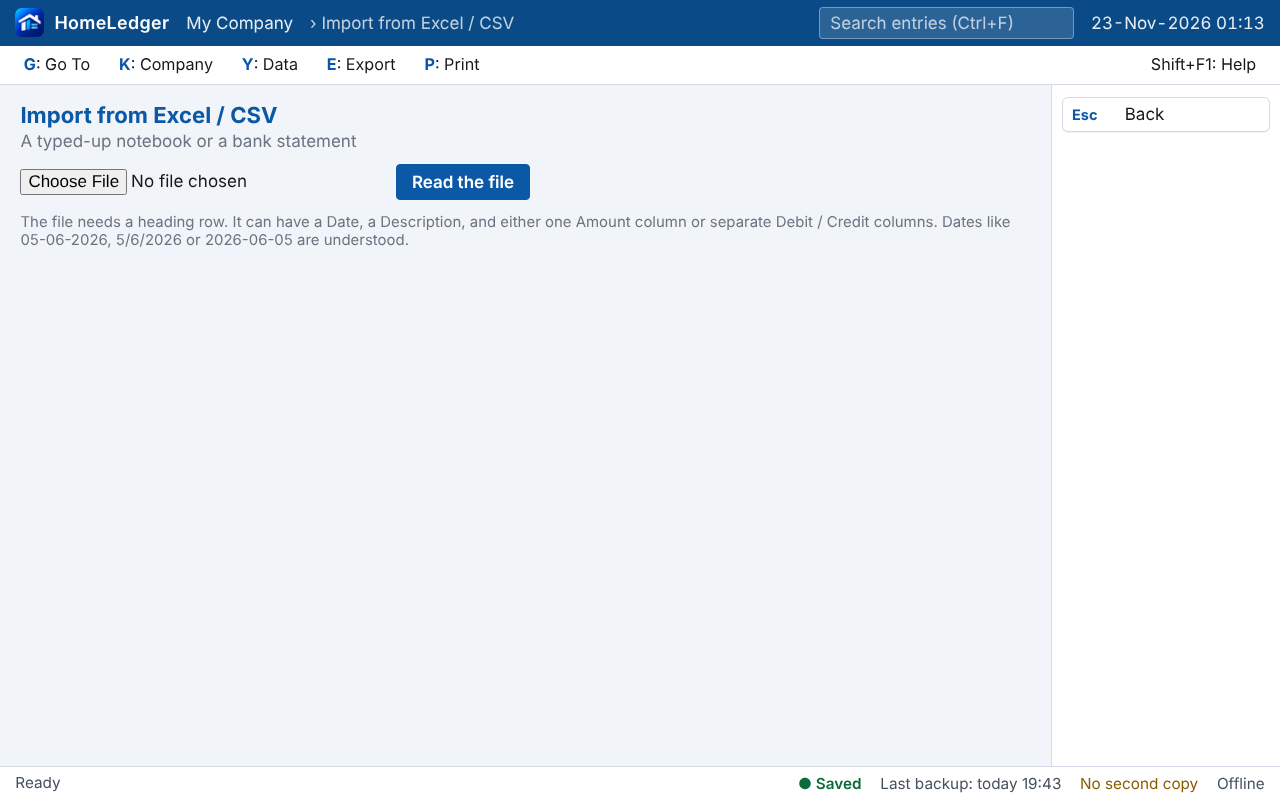 HomeLedger My Company › Import from Excel / CSV Search entries (Ctrl+F) 23-Nov-2026 01:13
G: Go To K: Company Y: Data E: Export P: Print Shift+F1: Help
Import from Excel / CSV
Esc Back
A typed-up notebook or a bank statement
Choose File No file chosen Read the file
The file needs a heading row. It can have a Date, a Description, and either one Amount column or separate Debit / Credit columns. Dates like
05-06-2026, 5/6/2026 or 2026-06-05 are understood.
Ready Saved Last backup: today 19:43 No second copy Offline